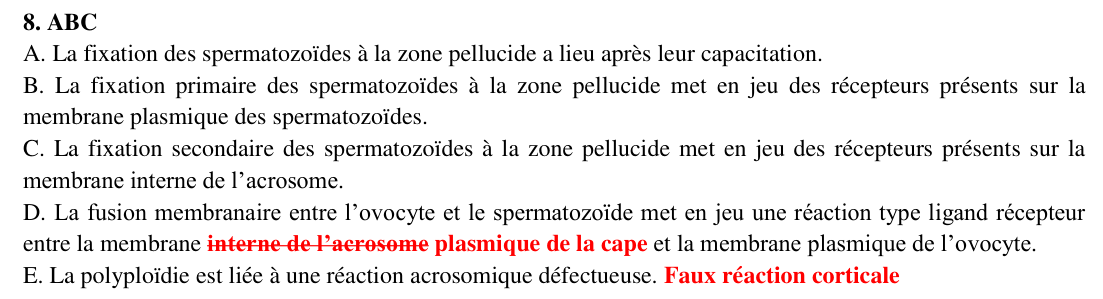 8. ABC
A. La fixation des spermatozoïdes à la zone pellucide a lieu après leur capacitation.
B. La fixation primaire des spermatozoïdes à la zone pellucide met en jeu des récepteurs présents sur la
membrane plasmique des spermatozoïdes.
C. La fixation secondaire des spermatozoïdes à la zone pellucide met en jeu des récepteurs présents sur la
membrane interne de l’acrosome.
D. La fusion membranaire entre l’ovocyte et le spermatozoïde met en jeu une réaction type ligand récepteur
entre la membrane interne de l’acrosome plasmique de la cape et la membrane plasmique de l’ovocyte.
E. La polyploïdie est liée à une réaction acrosomique défectueuse. Faux réaction corticale